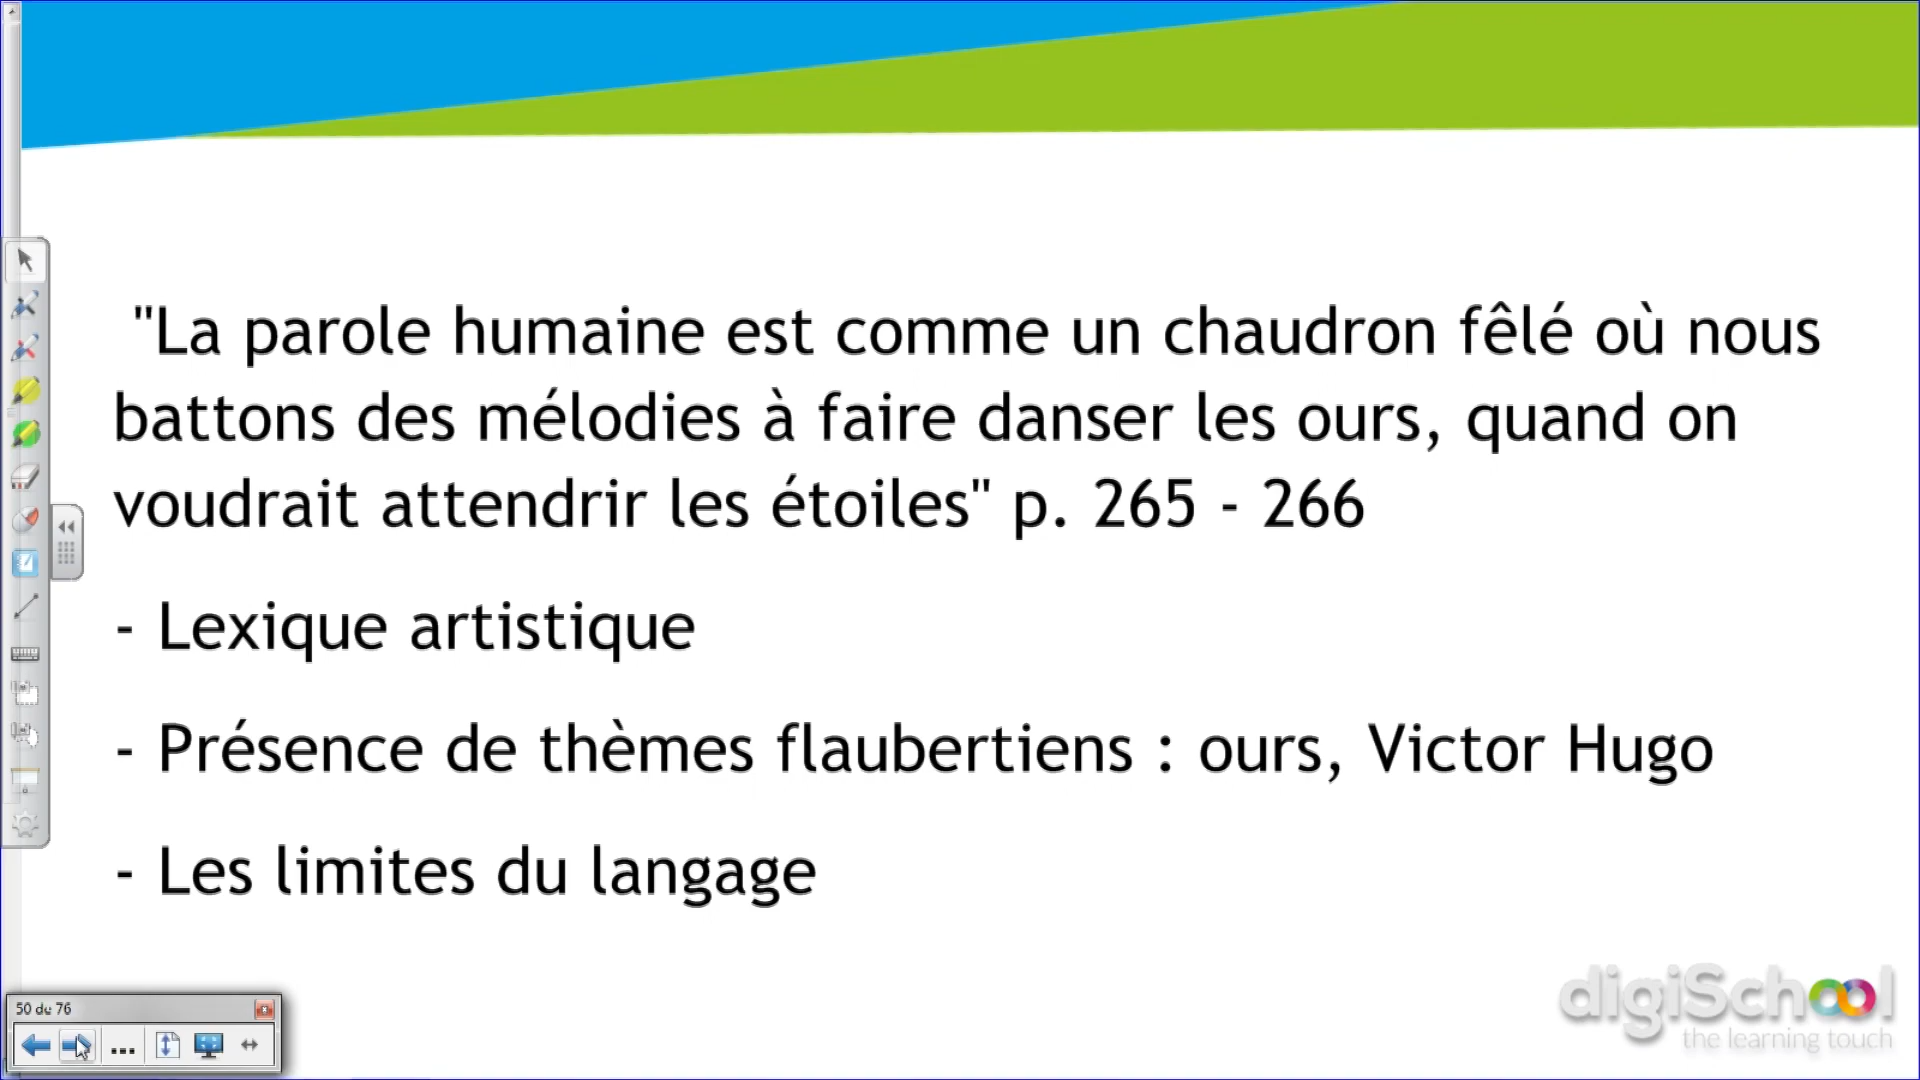 "La parole humaine est comme un chaudron fêlé où nous
battons des mélodies à faire danser les ours, quand on
voudrait attendrir les étoiles" p. 265 - 266
- Lexique artistique
- Présence de thèmes flaubertiens : ours, Victor Hugo
- Les limites du langage
50 de 76
digiSchool
the learning touch